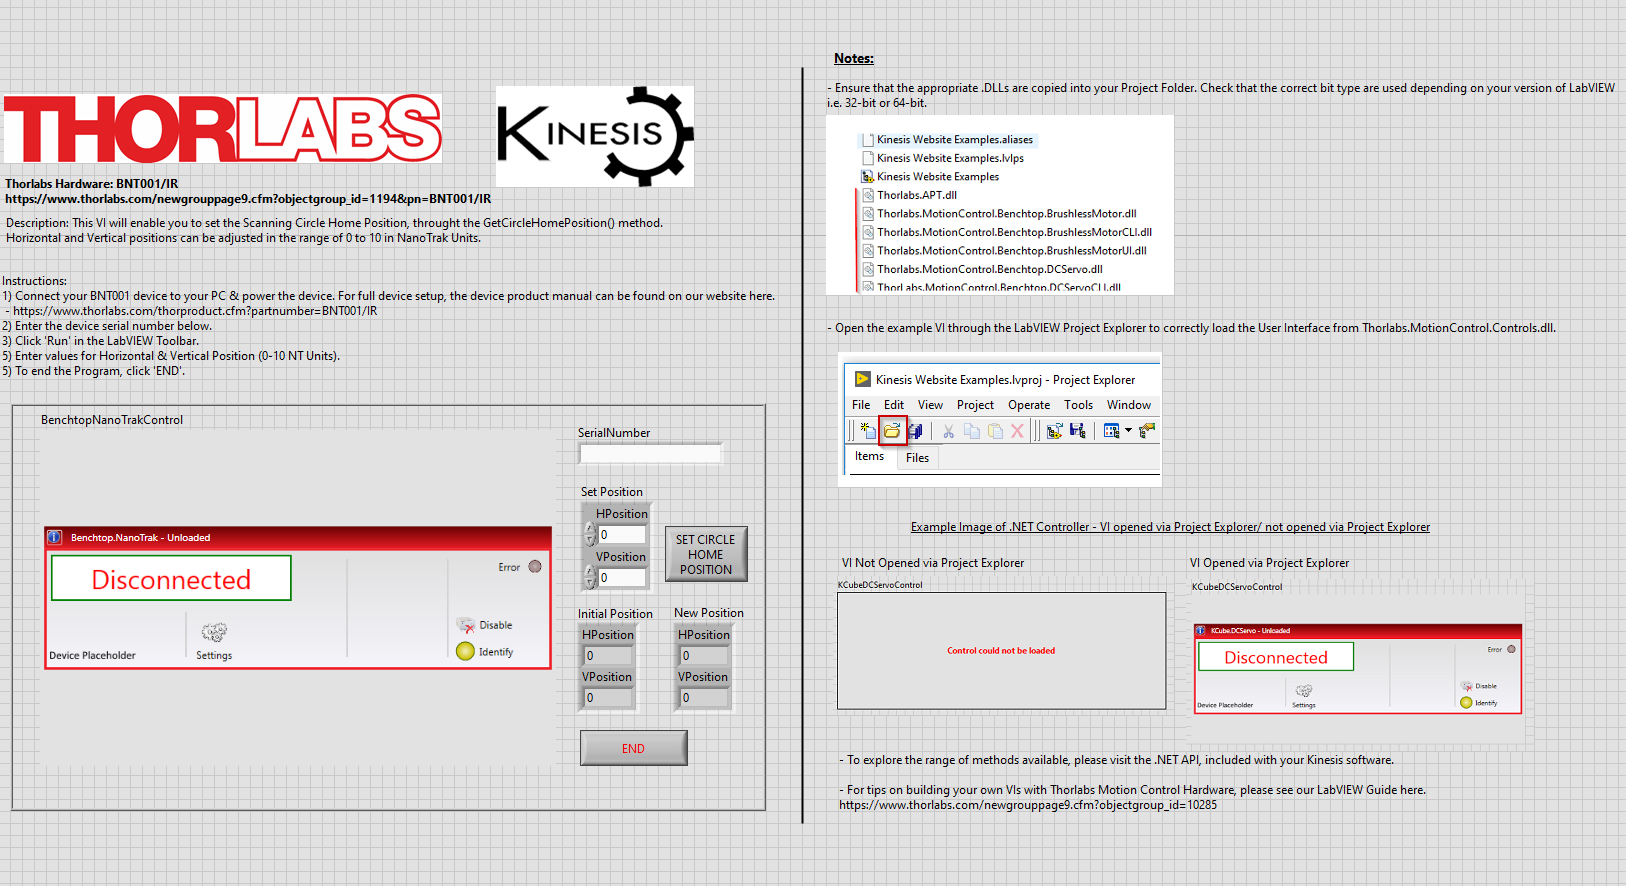 THORLABS
KINESIS
Thorlabs Hardware: BNT001/IR
https://www.thorlabs.com/newgrouppage9.cfm?objectgroup_id=1194&pn=BNT001/IR
Description: This VI will enable you to set the Scanning Circle Home Position, throught the GetCircleHomePosition() method.
Horizontal and Vertical positions can be adjusted in the range of 0 to 10 in NanoTrak Units.
Instructions:
1) Connect your BNT001 device to your PC & power the device. For full device setup, the device product manual can be found on our website here.
- https://www.thorlabs.com/thorproduct.cfm?partnumber=BNT001/IR
2) Enter the device serial number below.
3) Click 'Run' in the LabVIEW Toolbar.
5) Enter values for Horizontal & Vertical Position (0-10 NT Units).
5) To end the Program, click 'END'.
BenchtopNanoTrakControl
Benchtop.NanoTrak - Unloaded
Disconnected
Error
Disable
Identify
Device Placeholder
Settings
SerialNumber
Set Position
HPosition
0
VPosition
0
SET CIRCLE
HOME
POSITION
Initial Position
HPosition
0
VPosition
0
New Position
HPosition
0
VPosition
0
END
Notes:
- Ensure that the appropriate .DLLs are copied into your Project Folder. Check that the correct bit type are used depending on your version of LabVIEW
i.e. 32-bit or 64-bit.
Kinesis Website Examples.aliases
Kinesis Website Examples.lvlps
Kinesis Website Examples
Thorlabs.APT.dll
Thorlabs.MotionControl.Benchtop.BrushlessMotor.dll
Thorlabs.MotionControl.Benchtop.BrushlessMotorCLI.dll
Thorlabs.MotionControl.Benchtop.BrushlessMotorUI.dll
Thorlabs.MotionControl.Benchtop.DCServo.dll
Thorlabs.MotionControl.Benchtop.DCServoCLI.dll
- Open the example VI through the LabVIEW Project Explorer to correctly load the User Interface from Thorlabs.MotionControl.Controls.dll.
Kinesis Website Examples.lvproj - Project Explorer
File Edit View Project Operate Tools Window
Items Files
Example Image of .NET Controller - VI opened via Project Explorer/ not opened via Project Explorer
VI Not Opened via Project Explorer
KCubeDCServoControl
Control could not be loaded
VI Opened via Project Explorer
KCubeDCServoControl
KCube.DCServo - Unloaded
Disconnected
Error
Disable
Identify
Device Placeholder
Settings
- To explore the range of methods available, please visit the .NET API, included with your Kinesis software.
- For tips on building your own VIs with Thorlabs Motion Control Hardware, please see our LabVIEW Guide here.
https://www.thorlabs.com/newgrouppage9.cfm?objectgroup_id=10285